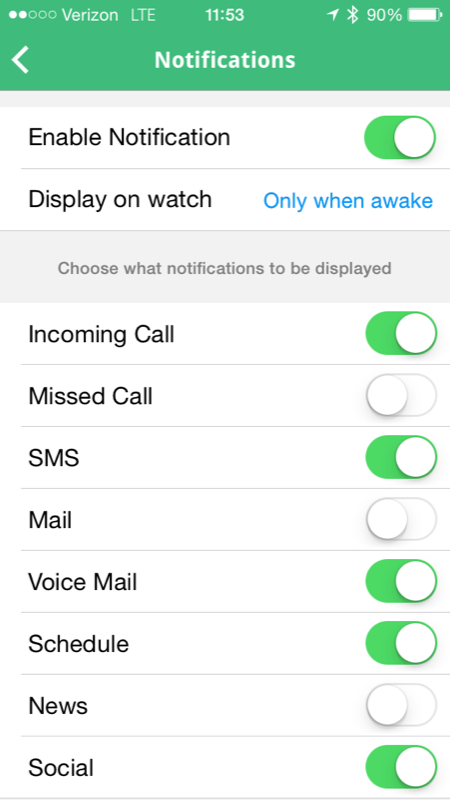 Verizon LTE 11:53 90%
Notifications
Enable Notification
Display on watch Only when awake
Choose what notifications to be displayed
Incoming Call
Missed Call
SMS
Mail
Voice Mail
Schedule
News
Social